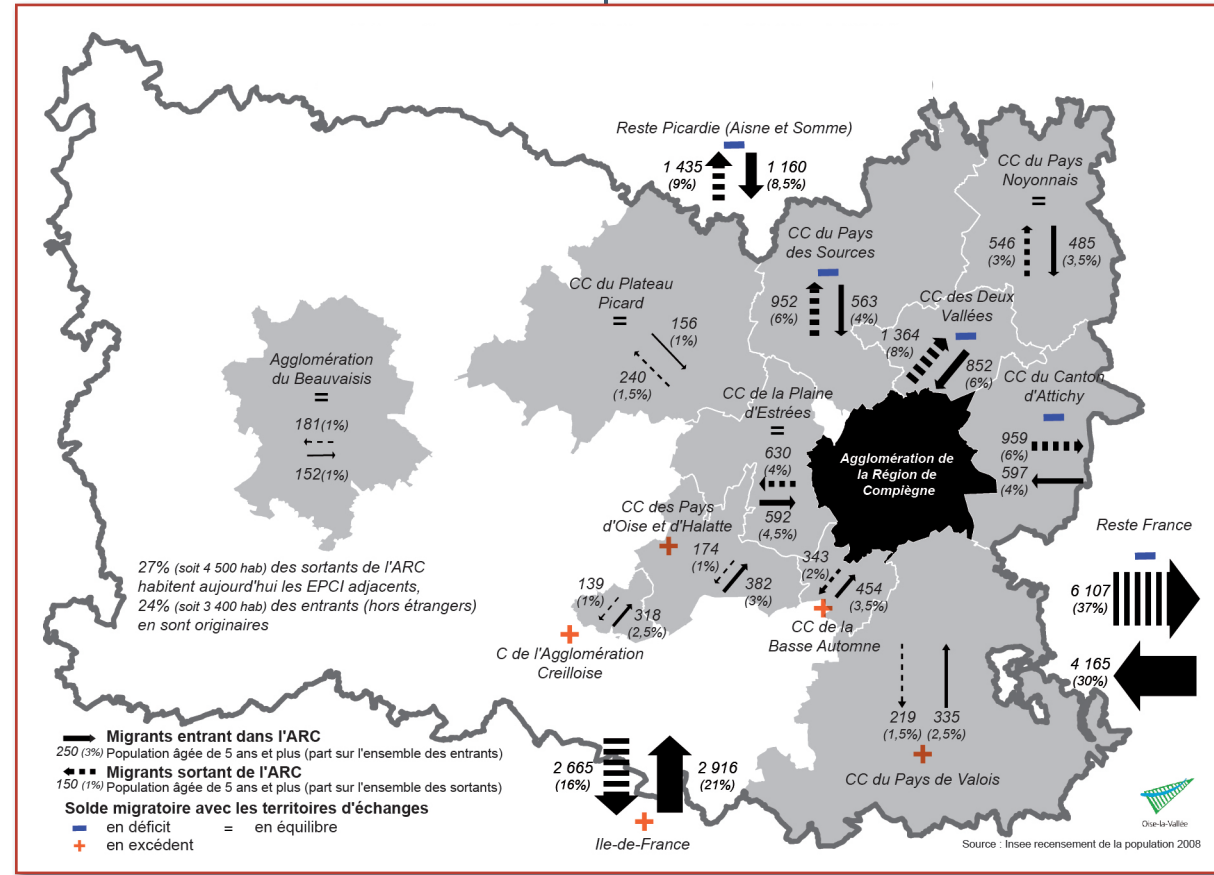 Reste Picardie (Aisne et Somme)
1 435
(9%)
1 160
(8,5%)
CC du Pays
Noyonnais
=
546
(3%)
485
(3,5%)
CC du Pays
des Sources
952
(6%)
563
(4%)
CC des Deux
Vallées
1 364
(8%)
852
(6%)
CC du Plateau
Picard
=
156
(1%)
240
(1,5%)
Agglomération
du Beauvaisis
=
181(1%)
152(1%)
CC de la Plaine
d'Estrées
=
630
(4%)
592
(4,5%)
Agglomération de
la Région de
Compiègne
CC du Canton
d'Attichy
959
(6%)
597
(4%)
CC des Pays
d'Oise et d'Halatte
174
(1%)
382
(3%)
343
(2%)
454
(3,5%)
CC de la
Basse Automne
139
(1%)
318
(2,5%)
C de l'Agglomération
Creilloise
Reste France
6 107
(37%)
4 165
(30%)
219
(1,5%)
335
(2,5%)
CC du Pays de Valois
2 665
(16%)
2 916
(21%)
Ile-de-France
27% (soit 4 500 hab) des sortants de l'ARC
habitent aujourd'hui les EPCI adjacents,
24% (soit 3 400 hab) des entrants (hors étrangers)
en sont originaires
Migrants entrant dans l'ARC
250 (3%) Population âgée de 5 ans et plus (part sur l'ensemble des entrants)
Migrants sortant de l'ARC
150 (1%) Population âgée de 5 ans et plus (part sur l'ensemble des sortants)
Solde migratoire avec les territoires d'échanges
en déficit = en équilibre
+ en excédent
Oise-la-Vallée
Source : Insee recensement de la population 2008